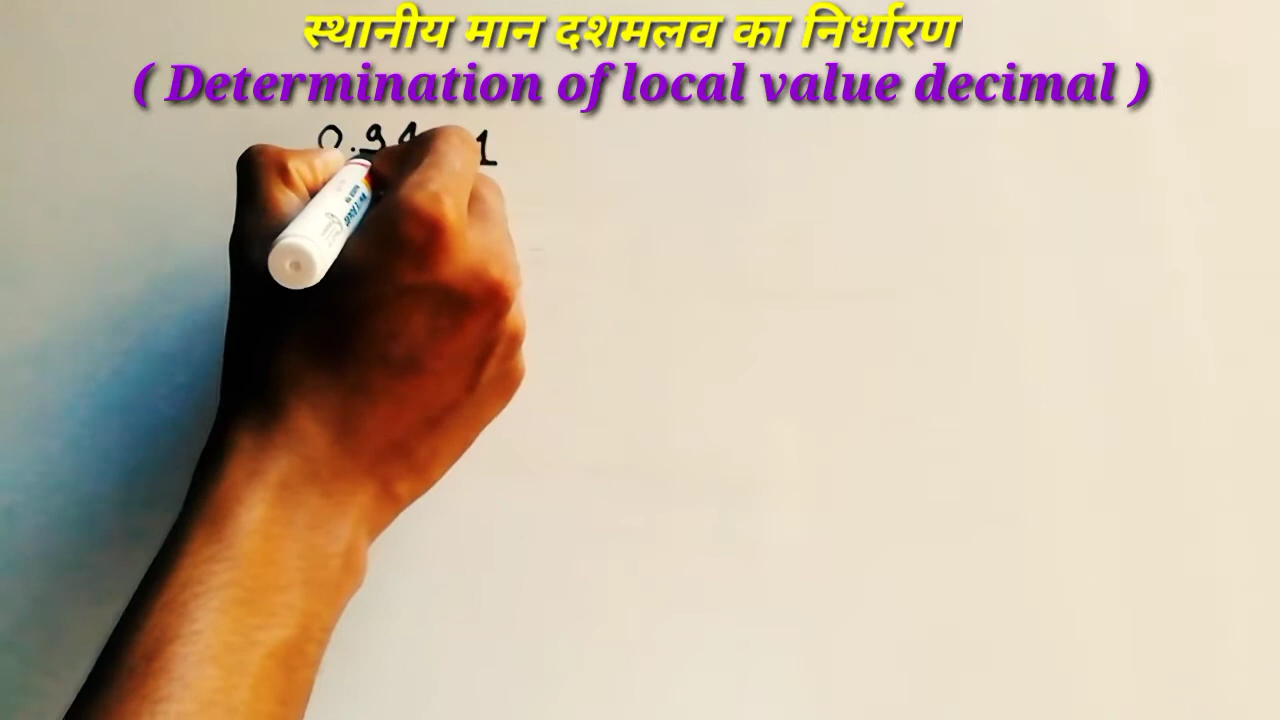 स्थानीय मान दशमलव का निर्धारण
( Determination of local value decimal )